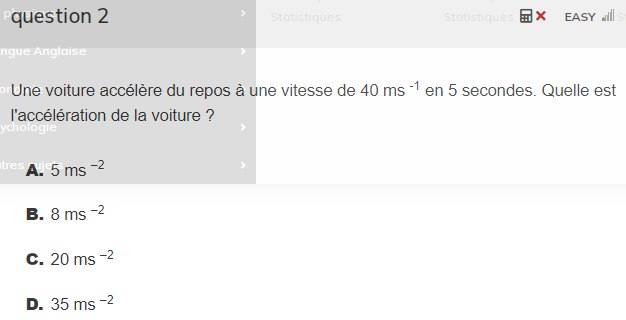 question 2
Statistiques
Statistiques
EASY
ngue Anglaise
Une voiture accélère du repos à une vitesse de 40 ms -1 en 5 secondes. Quelle est
l'accélération de la voiture ?
ychologie
tres sujets
A. 5 ms −2
B. 8 ms −2
C. 20 ms −2
D. 35 ms −2